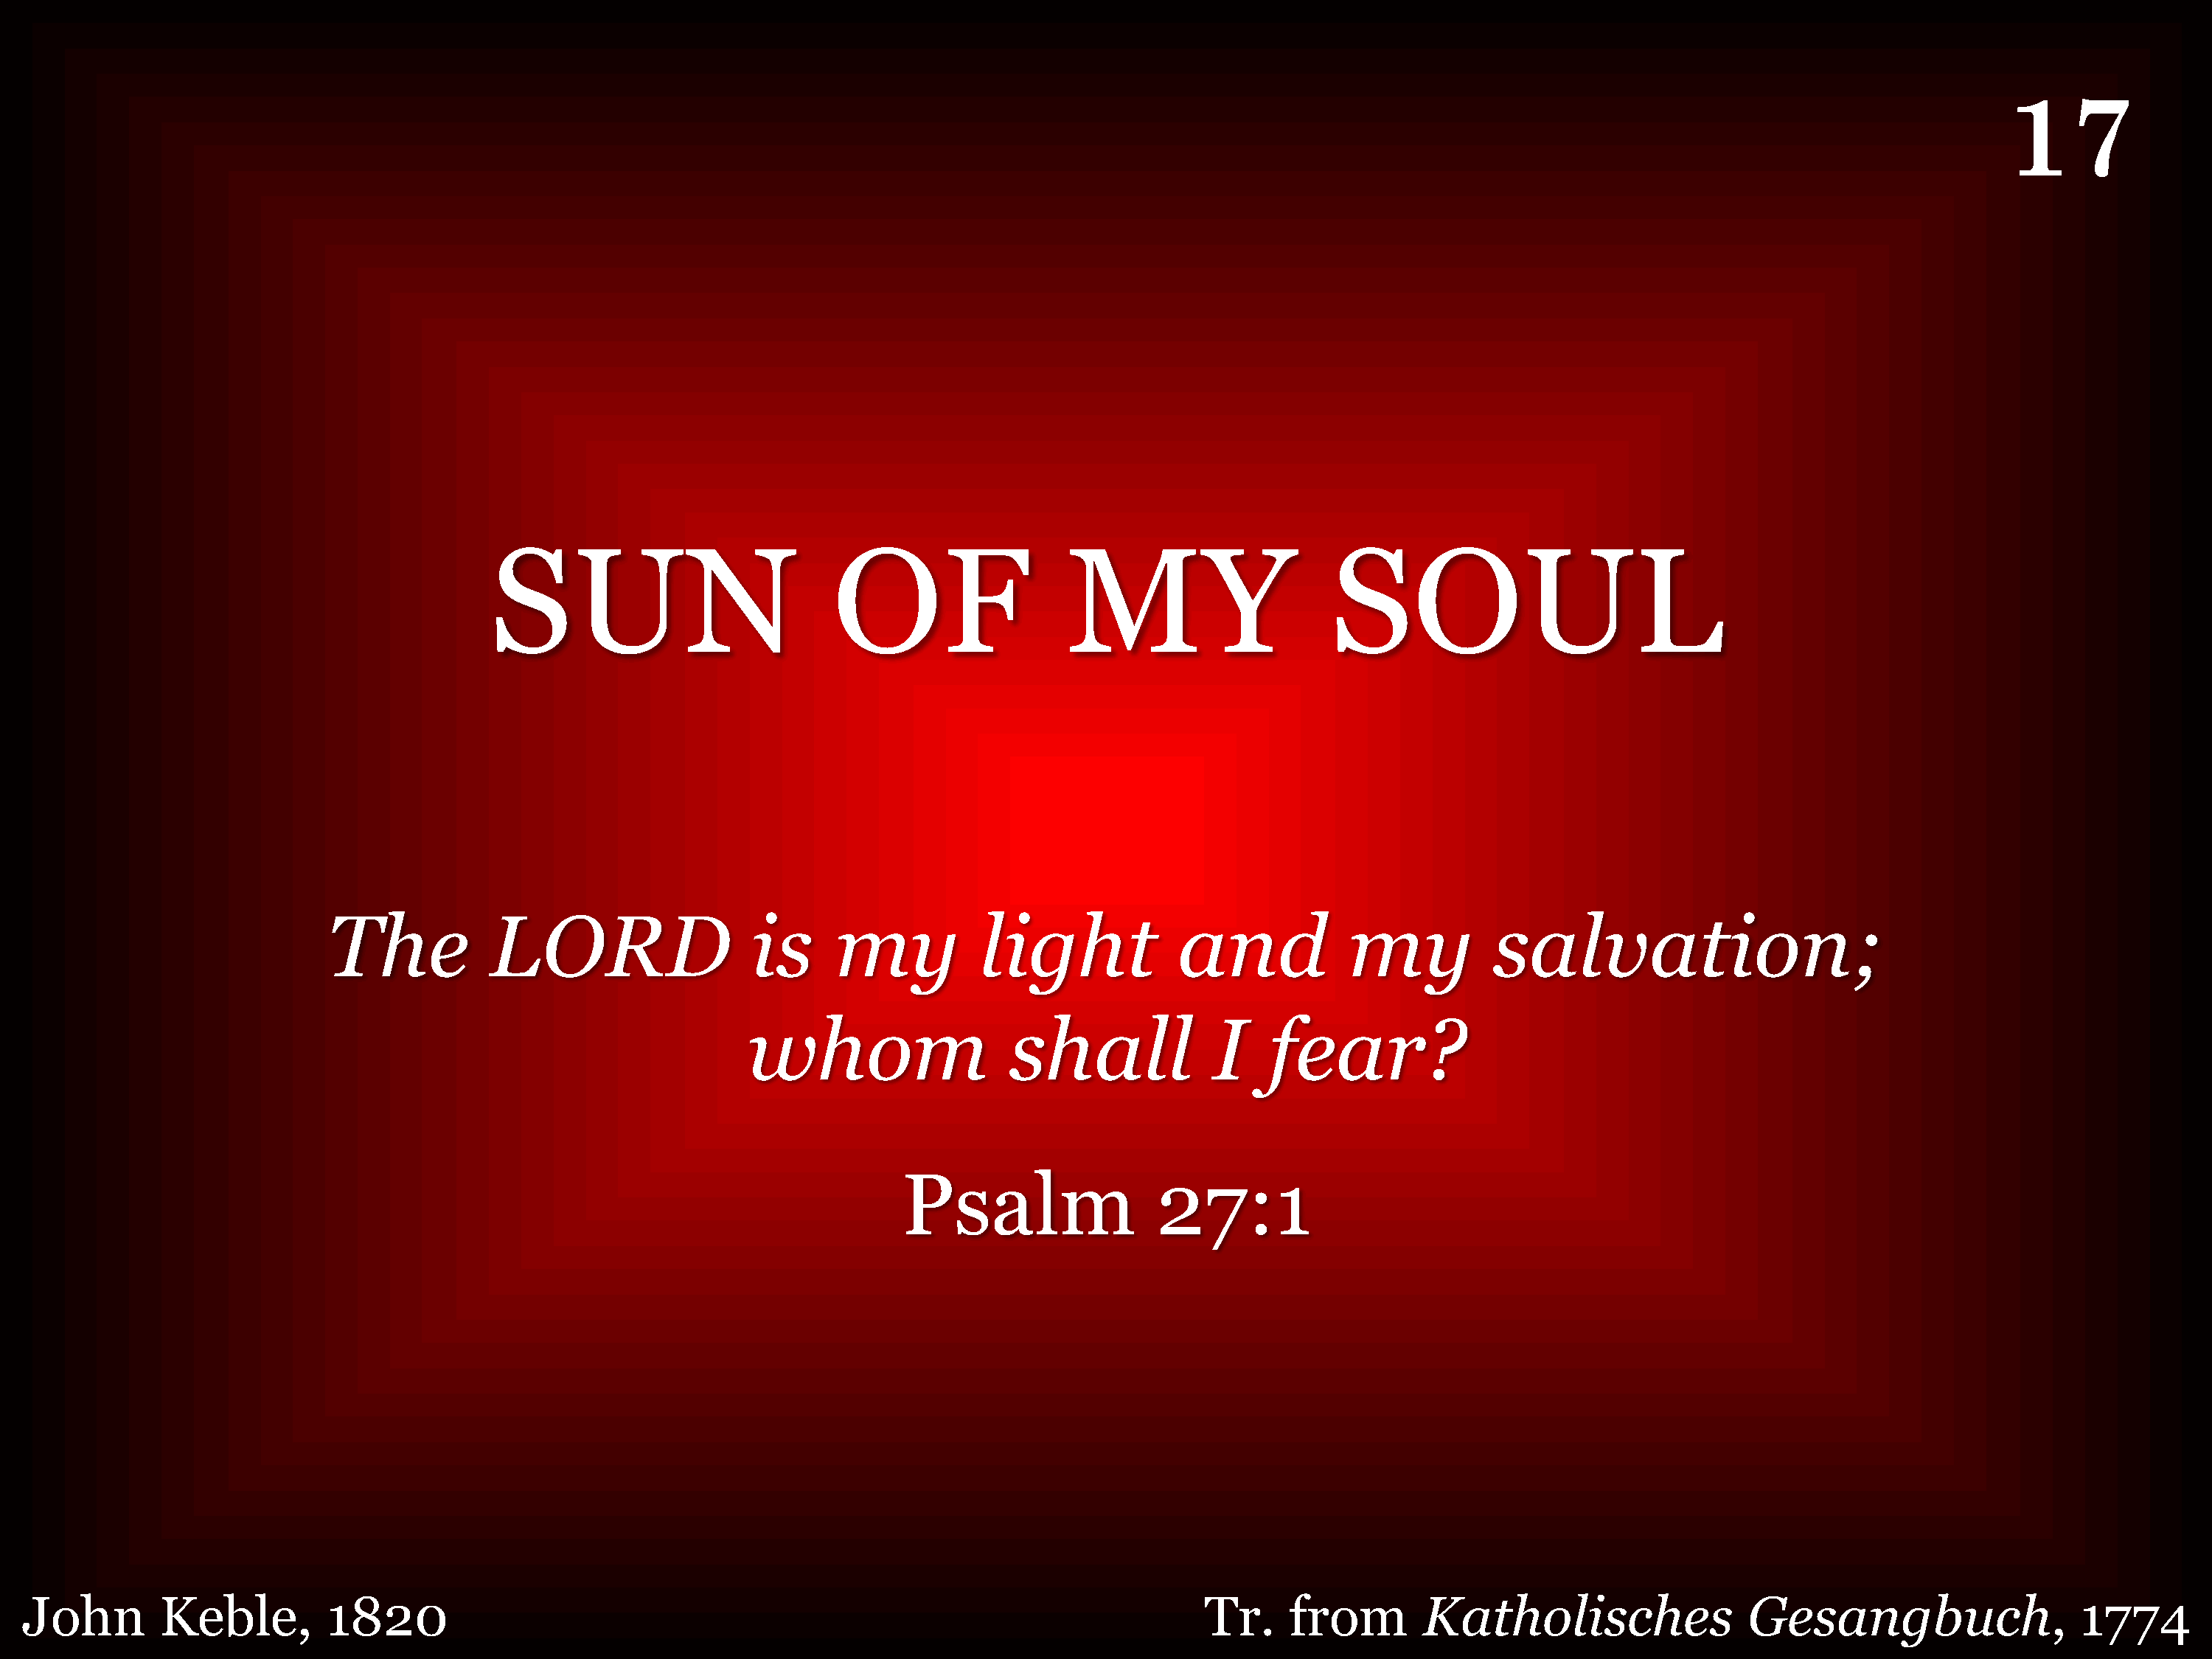 17
SUN OF MY SOUL
The LORD is my light and my salvation;
whom shall I fear?
Psalm 27:1
John Keble, 1820
Tr. from Katholisches Gesangbuch, 1774